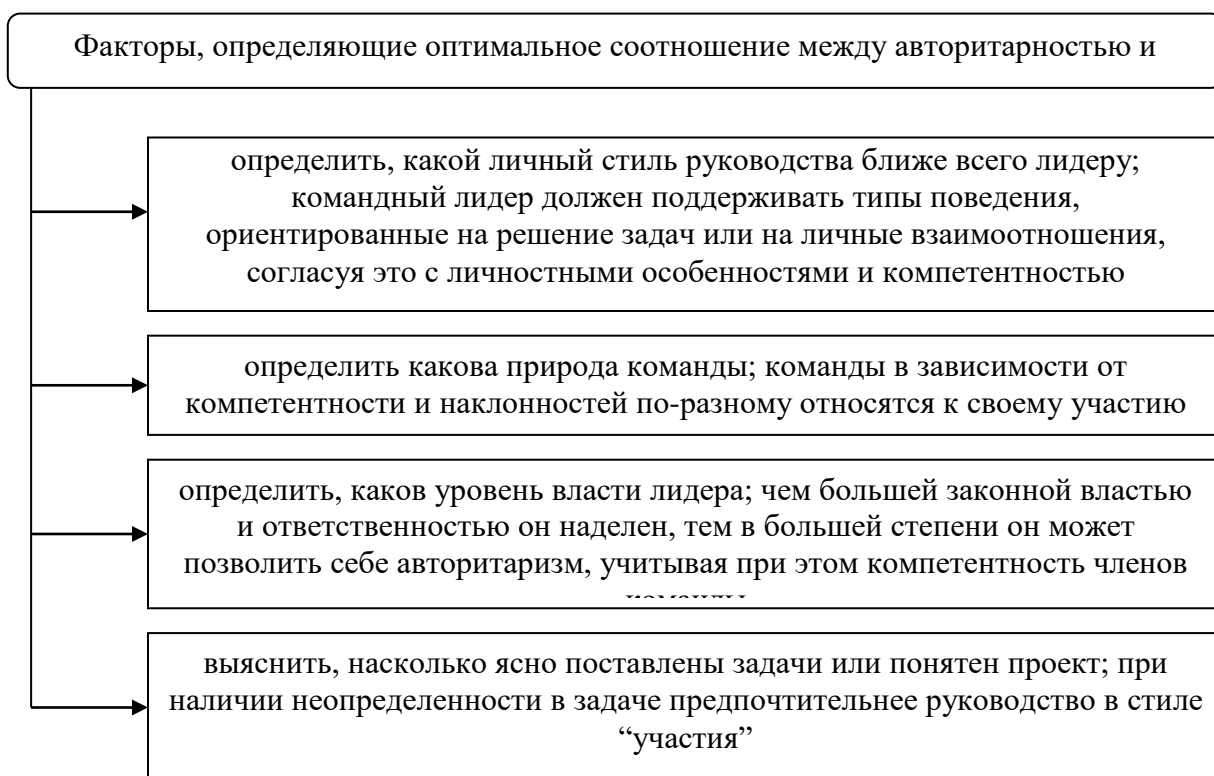 Факторы, определяющие оптимальное соотношение между авторитарностью и
определить, какой личный стиль руководства ближе всего лидеру;
командный лидер должен поддерживать типы поведения,
ориентированные на решение задач или на личные взаимоотношения,
согласуя это с личностными особенностями и компетентностью
определить какова природа команды; команды в зависимости от
компетентности и наклонностей по-разному относятся к своему участию
определить, каков уровень власти лидера; чем большей законной властью
и ответственностью он наделен, тем в большей степени он может
позволить себе авторитаризм, учитывая при этом компетентность членов
выяснить, насколько ясно поставлены задачи или понятен проект; при
наличии неопределенности в задаче предпочтительнее руководство в стиле
“участия”